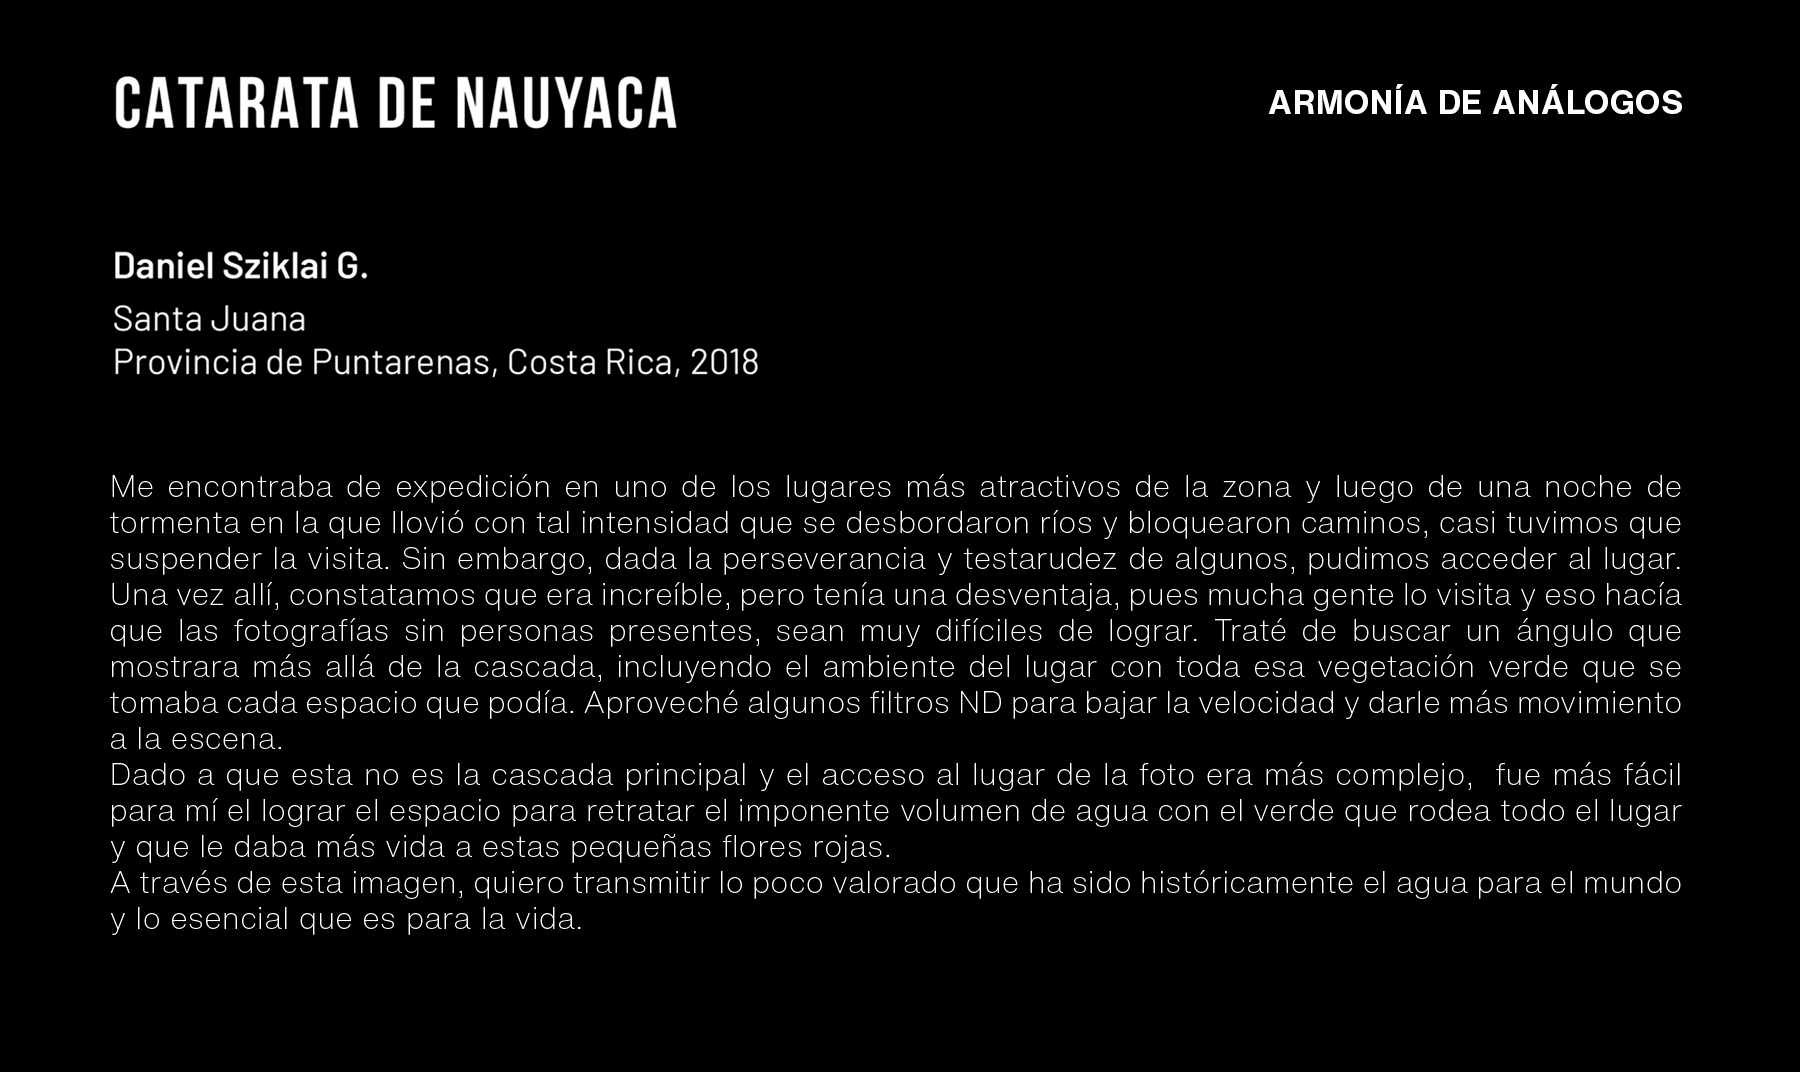 CATARATA DE NAUYACA
ARMONÍA DE ANÁLOGOS
Daniel Sziklai G.
Santa Juana
Provincia de Puntarenas, Costa Rica, 2018
Me encontraba de expedición en uno de los lugares más atractivos de la zona y luego de una noche de
tormenta en la que llovió con tal intensidad que se desbordaron ríos y bloquearon caminos, casi tuvimos que
suspender la visita. Sin embargo, dada la perseverancia y testarudez de algunos, pudimos acceder al lugar.
Una vez allí, constatamos que era increíble, pero tenía una desventaja, pues mucha gente lo visita y eso hacía
que las fotografías sin personas presentes, sean muy difíciles de lograr. Traté de buscar un ángulo que
mostrara más allá de la cascada, incluyendo el ambiente del lugar con toda esa vegetación verde que se
tomaba cada espacio que podía. Aproveché algunos filtros ND para bajar la velocidad y darle más movimiento
a la escena.
Dado a que esta no es la cascada principal y el acceso al lugar de la foto era más complejo,  fue más fácil
para mí el lograr el espacio para retratar el imponente volumen de agua con el verde que rodea todo el lugar
y que le daba más vida a estas pequeñas flores rojas.
A través de esta imagen, quiero transmitir lo poco valorado que ha sido históricamente el agua para el mundo
y lo esencial que es para la vida.